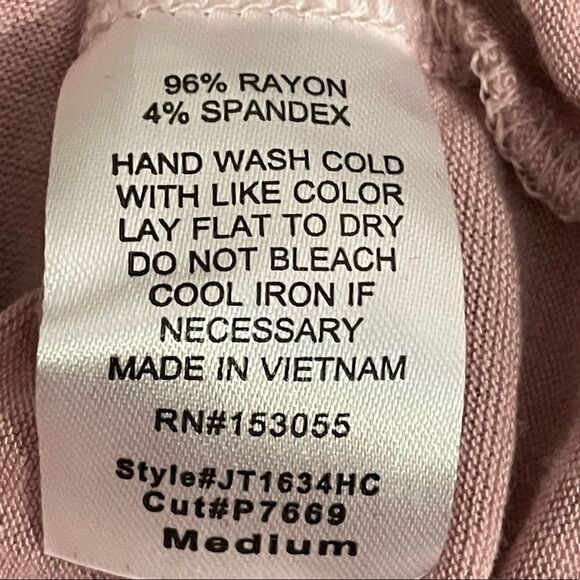 96% RAYON
4% SPANDEX
HAND WASH COLD
WITH LIKE COLOR
LAY FLAT TO DRY
DO NOT BLEACH
COOL IRON IF
NECESSARY
MADE IN VIETNAM
RN#153055
Style#JT1634HC
Cut#P7669
Medium